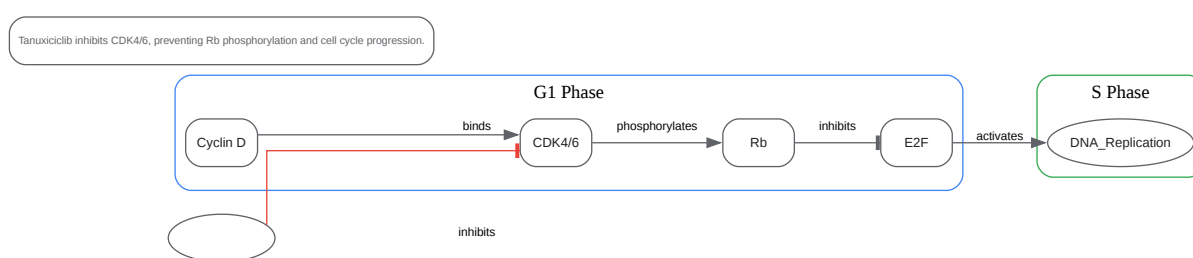 Tanuxiciclib inhibits CDK4/6, preventing Rb phosphorylation and cell cycle progression.
G1 Phase
S Phase
binds
phosphorylates
inhibits
activates
Cyclin D
CDK4/6
Rb
E2F
DNA_Replication
inhibits